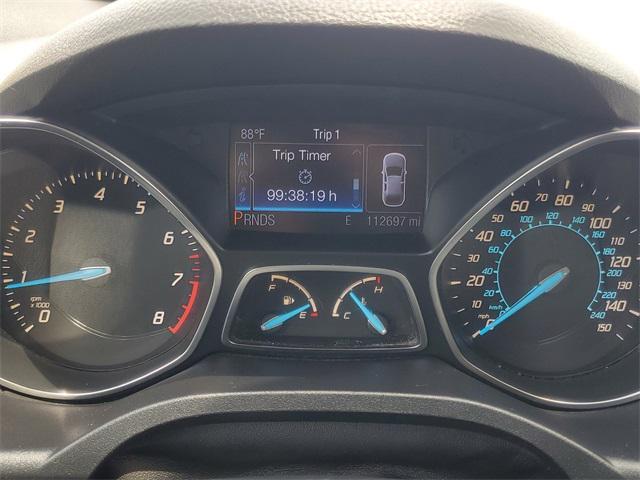 88°F Trip 1
Trip Timer
99:38:19 h
PRNDS E 112697 mi
0 1 2 3 4 5 6 7 8
rpm
x1000
F E
C H
0 10 20 30 40 50 60 70 80 90 100 110 120 130 140 150
mph
km/h
20 40 60 80 100 120 140 160 180 200 220 240